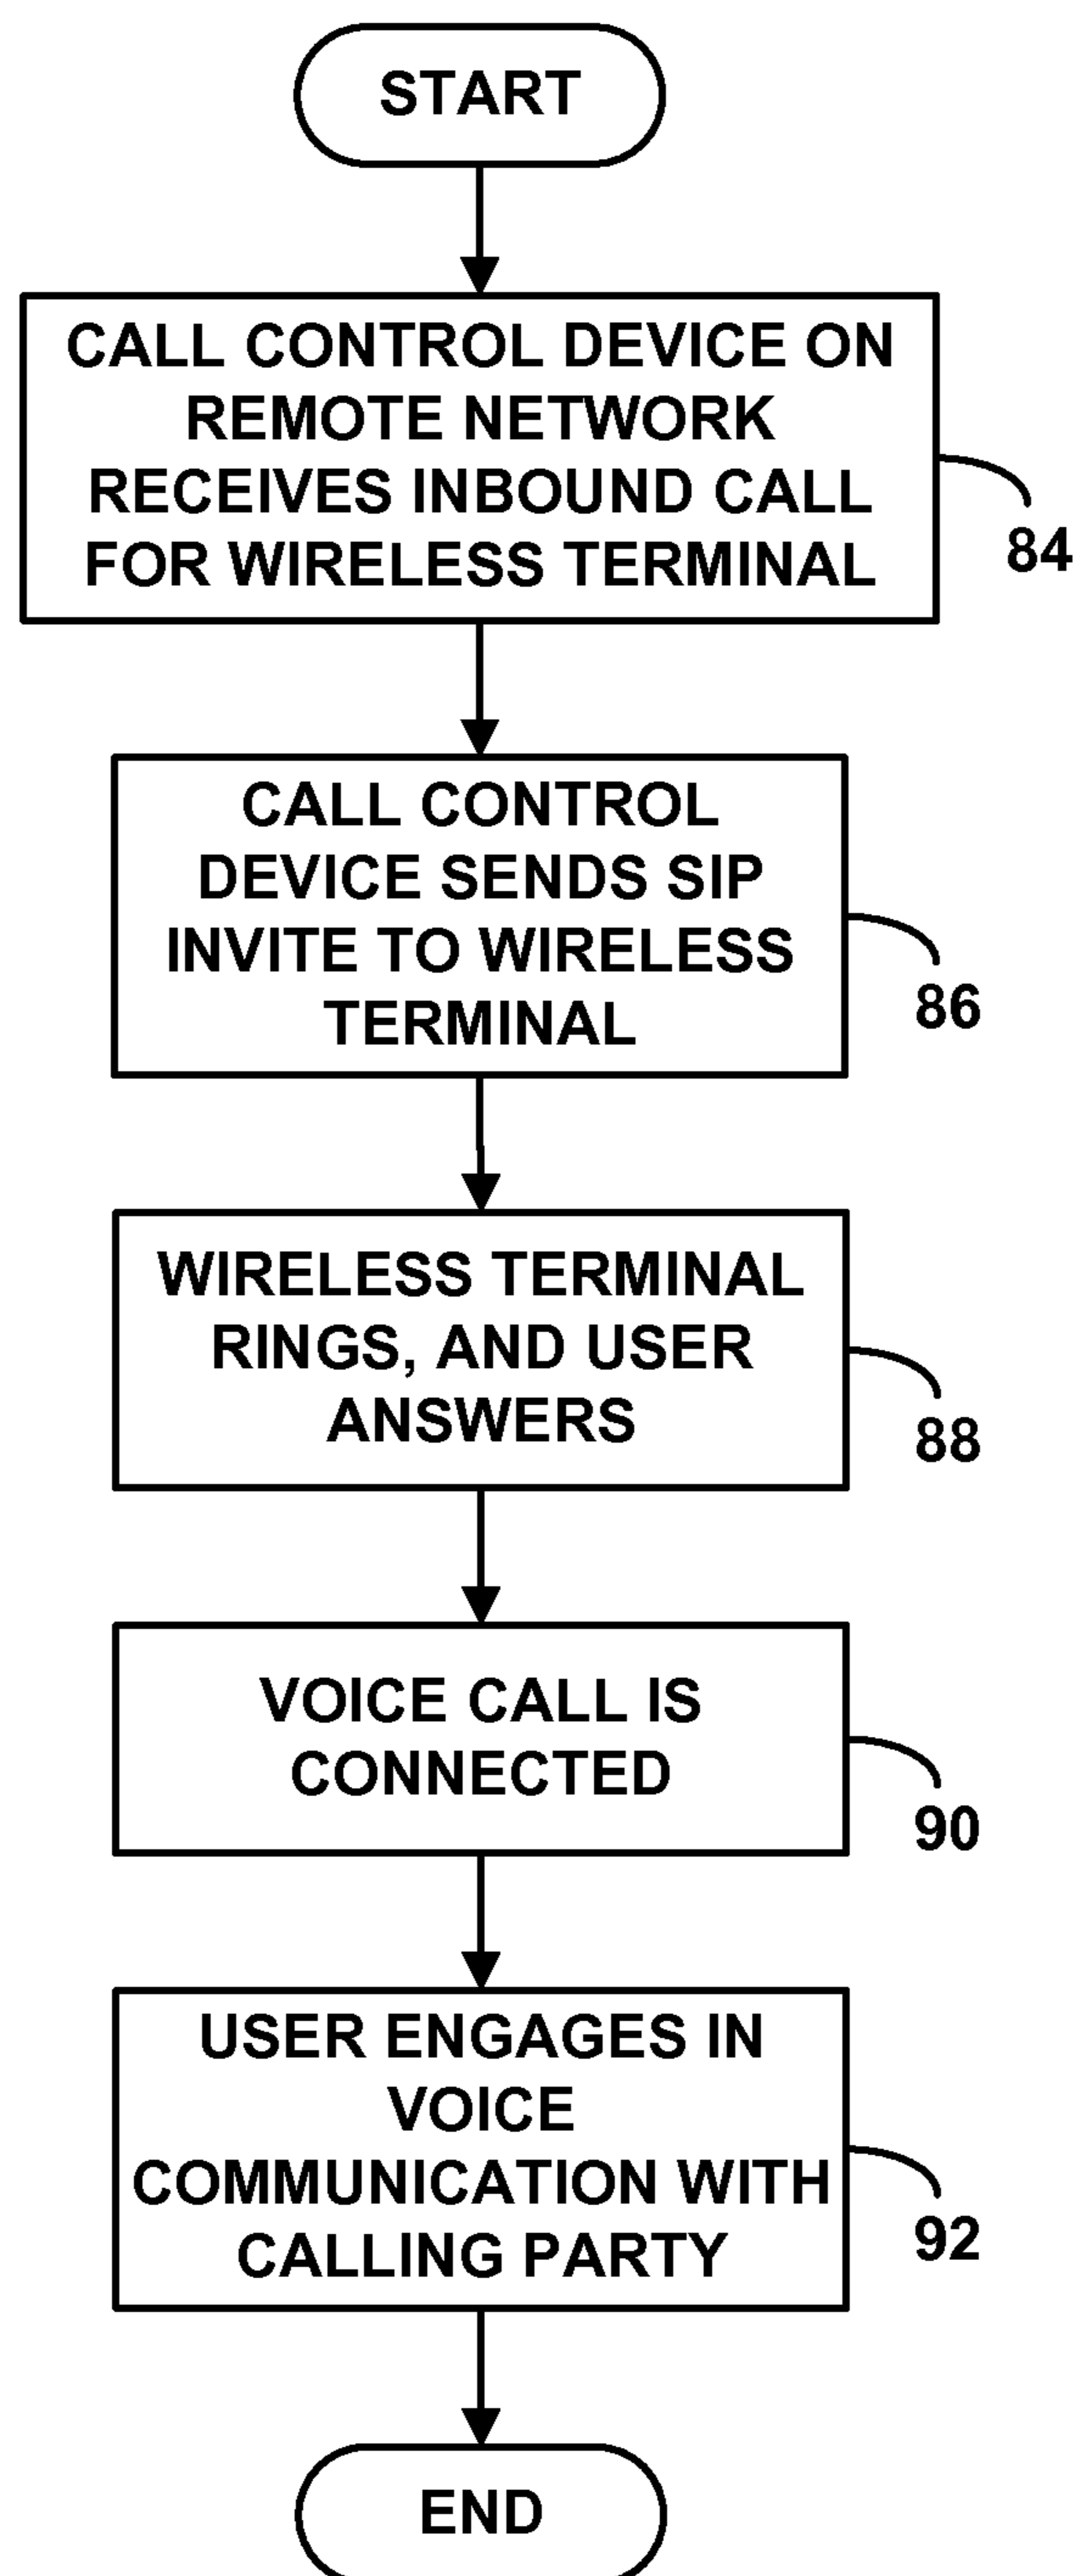 START
CALL CONTROL DEVICE ON
REMOTE NETWORK
RECEIVES INBOUND CALL
FOR WIRELESS TERMINAL
84
CALL CONTROL
DEVICE SENDS SIP
INVITE TO WIRELESS
TERMINAL
86
WIRELESS TERMINAL
RINGS, AND USER
ANSWERS
88
VOICE CALL IS
CONNECTED
90
USER ENGAGES IN
VOICE
COMMUNICATION WITH
CALLING PARTY
92
END